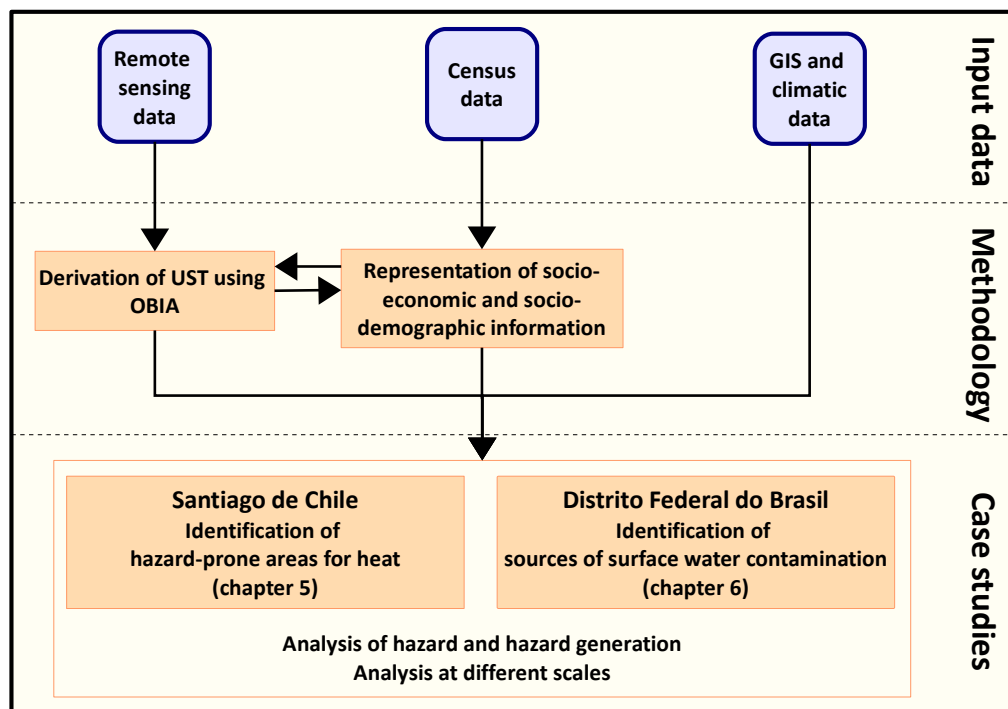 Remote
sensing
data
Census
data
GIS and
climatic
data
Input data
Derivation of UST using
OBIA
Representation of socio-
economic and socio-
demographic information
Methodology
Santiago de Chile
Identification of
hazard-prone areas for heat
(chapter 5)
Distrito Federal do Brasil
Identification of
sources of surface water contamination
(chapter 6)
Analysis of hazard and hazard generation
Analysis at different scales
Case studies